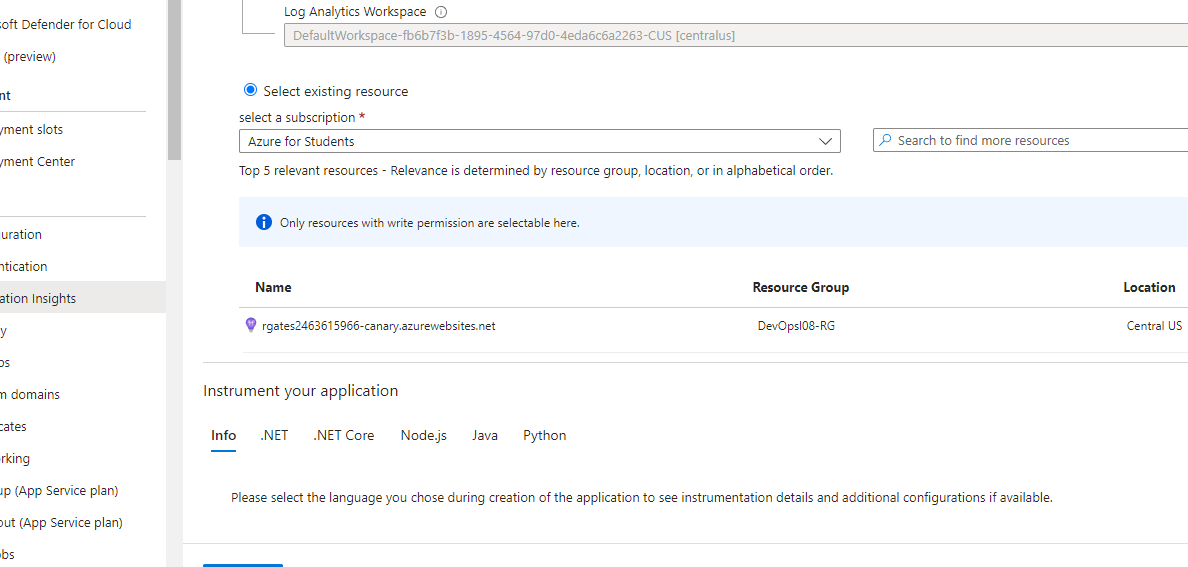 Log Analytics Workspace
DefaultWorkspace-fb6b7f3b-1895-4564-97d0-4eda6c6a2263-CUS [centralus]
soft Defender for Cloud
(preview)
nt
yment slots
yment Center
uration
ntication
ation Insights
y
os
m domains
cates
rking
up (App Service plan)
out (App Service plan)
obs
Select existing resource
select a subscription *
Azure for Students
Search to find more resources
Top 5 relevant resources - Relevance is determined by resource group, location, or in alphabetical order.
Only resources with write permission are selectable here.
Name Resource Group Location
rgates2463615966-canary.azurewebsites.net DevOpsI08-RG Central US
Instrument your application
Info .NET .NET Core Node.js Java Python
Please select the language you chose during creation of the application to see instrumentation details and additional configurations if available.